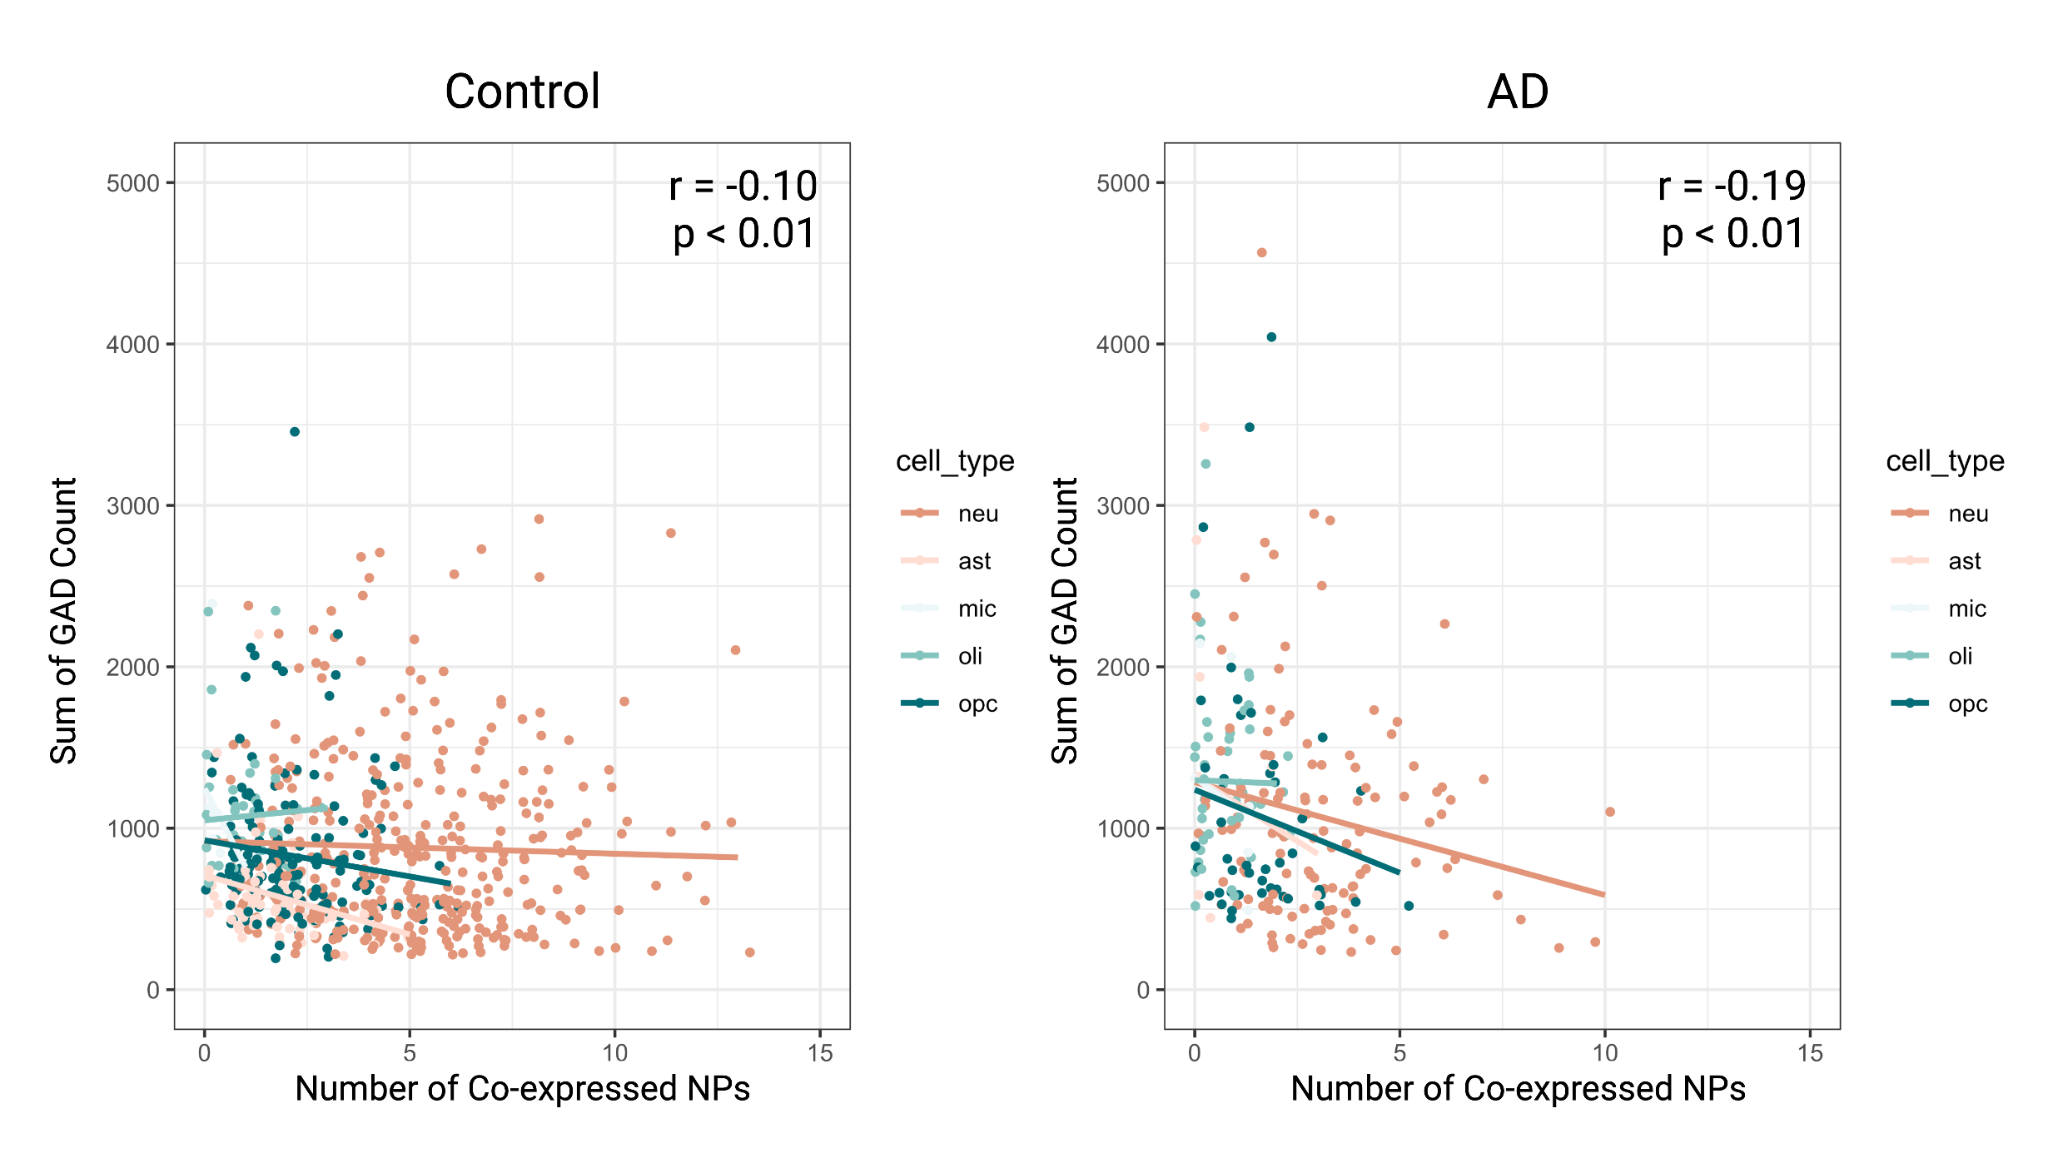 Control
r = -0.10
p < 0.01
5000
4000
3000
2000
1000
0
Sum of GAD Count
0 5 10 15
Number of Co-expressed NPs
cell_type
neu
ast
mic
oli
opc
AD
r = -0.19
p < 0.01
5000
4000
3000
2000
1000
0
Sum of GAD Count
0 5 10 15
Number of Co-expressed NPs
cell_type
neu
ast
mic
oli
opc